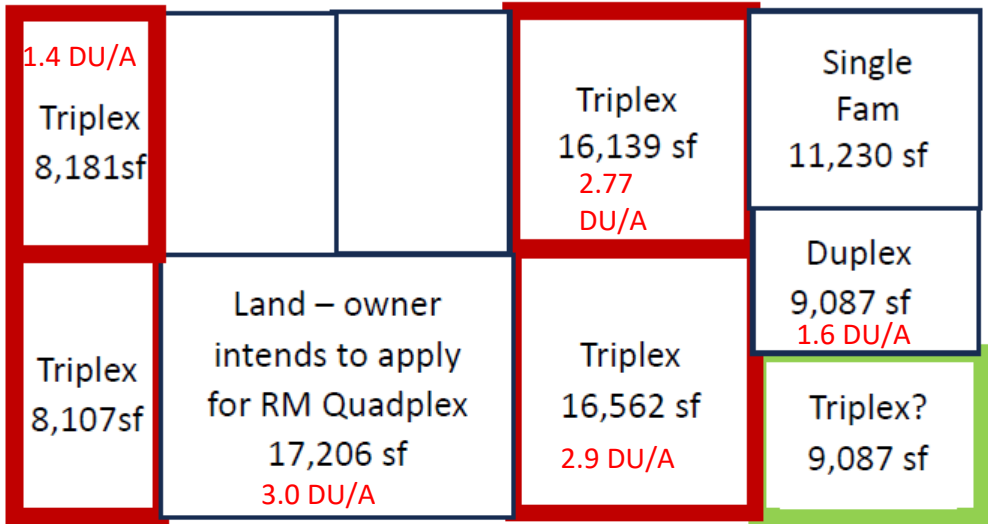 1.4 DU/A
Triplex
8,181sf
Triplex
16,139 sf
2.77
DU/A
Single
Fam
11,230 sf
Duplex
9,087 sf
1.6 DU/A
Triplex
8,107sf
Land – owner
intends to apply
for RM Quadplex
17,206 sf
3.0 DU/A
Triplex
16,562 sf
2.9 DU/A
Triplex?
9,087 sf